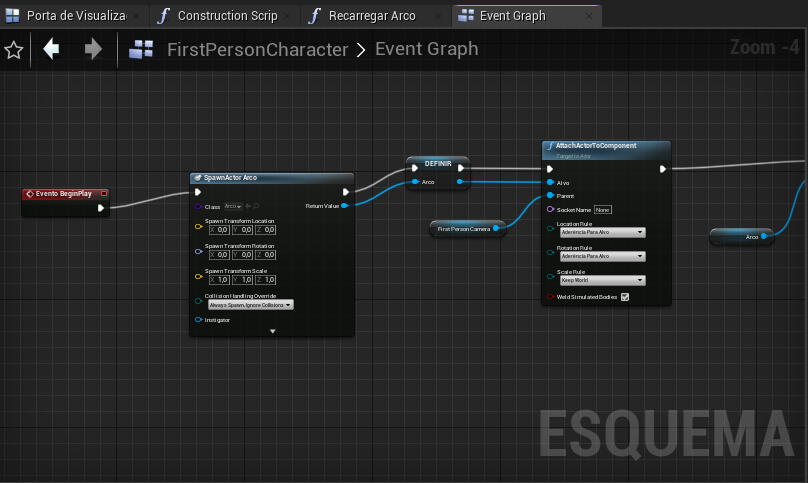 Porta de Visualiza
Construction Scrip
Recarregar Arco
Event Graph
FirstPersonCharacter > Event Graph
Zoom -4
Evento BeginPlay
SpawnActor Arco
Class Arco
Return Value
Spawn Transform Location
X 0,0 Y 0,0 Z 0,0
Spawn Transform Rotation
X 0,0 Y 0,0 Z 0,0
Spawn Transform Scale
X 1,0 Y 1,0 Z 1,0
Collision Handling Override
Always Spawn, Ignore Collisions
Instigator
DEFINIR
Arco
First Person Camera
AttachActorToComponent
Target is Ator
Alvo
Parent
Socket Name None
Location Rule
Aderência Para Alvo
Rotation Rule
Aderência Para Alvo
Scale Rule
Keep World
Weld Simulated Bodies
Arco
ESQUEMA